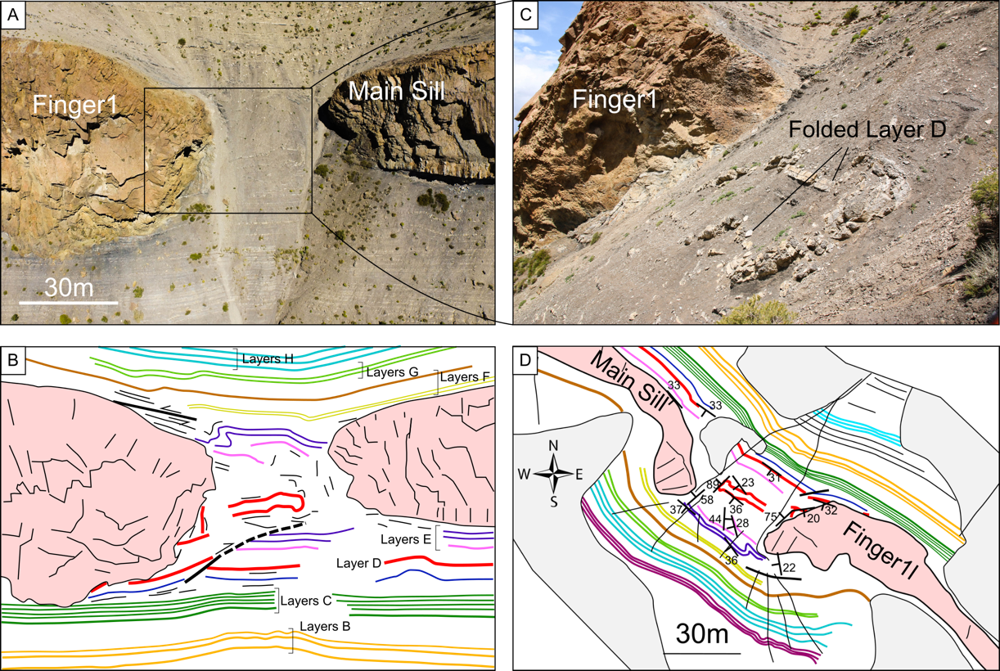 A
Finger1
Main Sill
30m
C
Finger1
Folded Layer D
B
Layers H
Layers G
Layers F
Layers E
Layer D
Layers C
Layers B
D
Main Sill
33
33
N
W E
S
31
89
23
58
37
36
44
28
75
20
32
36
22
Finger1I
30m